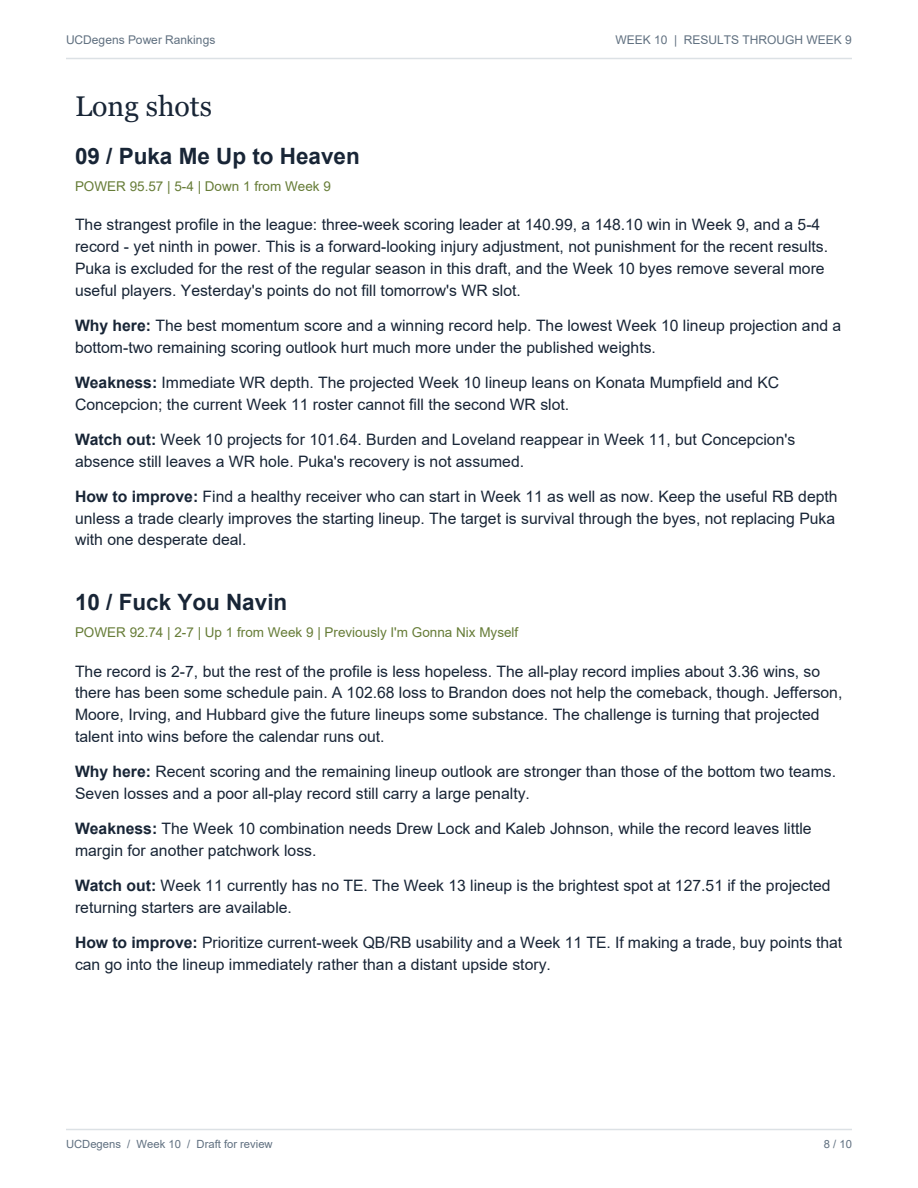 UCDegens Power Rankings
WEEK 10 | RESULTS THROUGH WEEK 9
Long shots
09 / Puka Me Up to Heaven
POWER 95.57 | 5-4 | Down 1 from Week 9
The strangest profile in the league: three-week scoring leader at 140.99, a 148.10 win in Week 9, and a 5-4
record - yet ninth in power. This is a forward-looking injury adjustment, not punishment for the recent results.
Puka is excluded for the rest of the regular season in this draft, and the Week 10 byes remove several more
useful players. Yesterday's points do not fill tomorrow's WR slot.
Why here: The best momentum score and a winning record help. The lowest Week 10 lineup projection and a
bottom-two remaining scoring outlook hurt much more under the published weights.
Weakness: Immediate WR depth. The projected Week 10 lineup leans on Konata Mumpfield and KC
Concepcion; the current Week 11 roster cannot fill the second WR slot.
Watch out: Week 10 projects for 101.64. Burden and Loveland reappear in Week 11, but Concepcion's
absence still leaves a WR hole. Puka's recovery is not assumed.
How to improve: Find a healthy receiver who can start in Week 11 as well as now. Keep the useful RB depth
unless a trade clearly improves the starting lineup. The target is survival through the byes, not replacing Puka
with one desperate deal.
10 / Fuck You Navin
POWER 92.74 | 2-7 | Up 1 from Week 9 | Previously I'm Gonna Nix Myself
The record is 2-7, but the rest of the profile is less hopeless. The all-play record implies about 3.36 wins, so
there has been some schedule pain. A 102.68 loss to Brandon does not help the comeback, though. Jefferson,
Moore, Irving, and Hubbard give the future lineups some substance. The challenge is turning that projected
talent into wins before the calendar runs out.
Why here: Recent scoring and the remaining lineup outlook are stronger than those of the bottom two teams.
Seven losses and a poor all-play record still carry a large penalty.
Weakness: The Week 10 combination needs Drew Lock and Kaleb Johnson, while the record leaves little
margin for another patchwork loss.
Watch out: Week 11 currently has no TE. The Week 13 lineup is the brightest spot at 127.51 if the projected
returning starters are available.
How to improve: Prioritize current-week QB/RB usability and a Week 11 TE. If making a trade, buy points that
can go into the lineup immediately rather than a distant upside story.
UCDegens / Week 10 / Draft for review
8 / 10